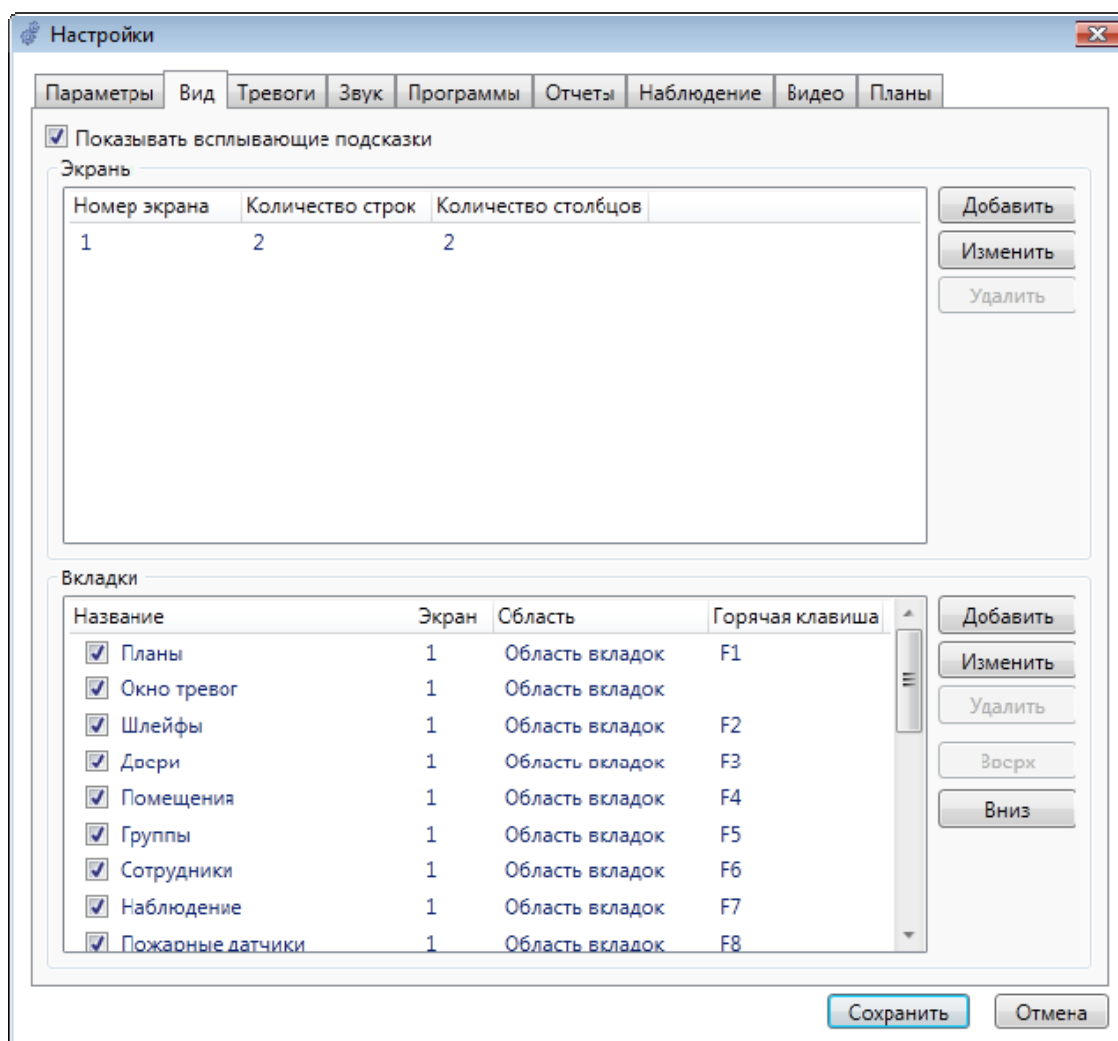 Настройки
Параметры Вид Тревоги Звук Программы Отчеты Наблюдение Видео Планы
Показывать всплывающие подсказки
Экраны
Номер экрана Количество строк Количество столбцов
1 2 2
Добавить
Изменить
Удалить
Вкладки
Название Экран Область Горячая клавиша
Планы 1 Область вкладок F1
Окно тревог 1 Область вкладок
Шлейфы 1 Область вкладок F2
Двери 1 Область вкладок F3
Помещения 1 Область вкладок F4
Группы 1 Область вкладок F5
Сотрудники 1 Область вкладок F6
Наблюдение 1 Область вкладок F7
Пожарные датчики 1 Область вкладок F8
Добавить
Изменить
Удалить
Вверх
Вниз
Сохранить Отмена